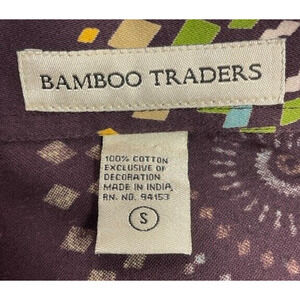 BAMBOO TRADERS
100% COTTON
EXCLUSIVE OF
DECORATION
MADE IN INDIA
RN. NO. 94153
S